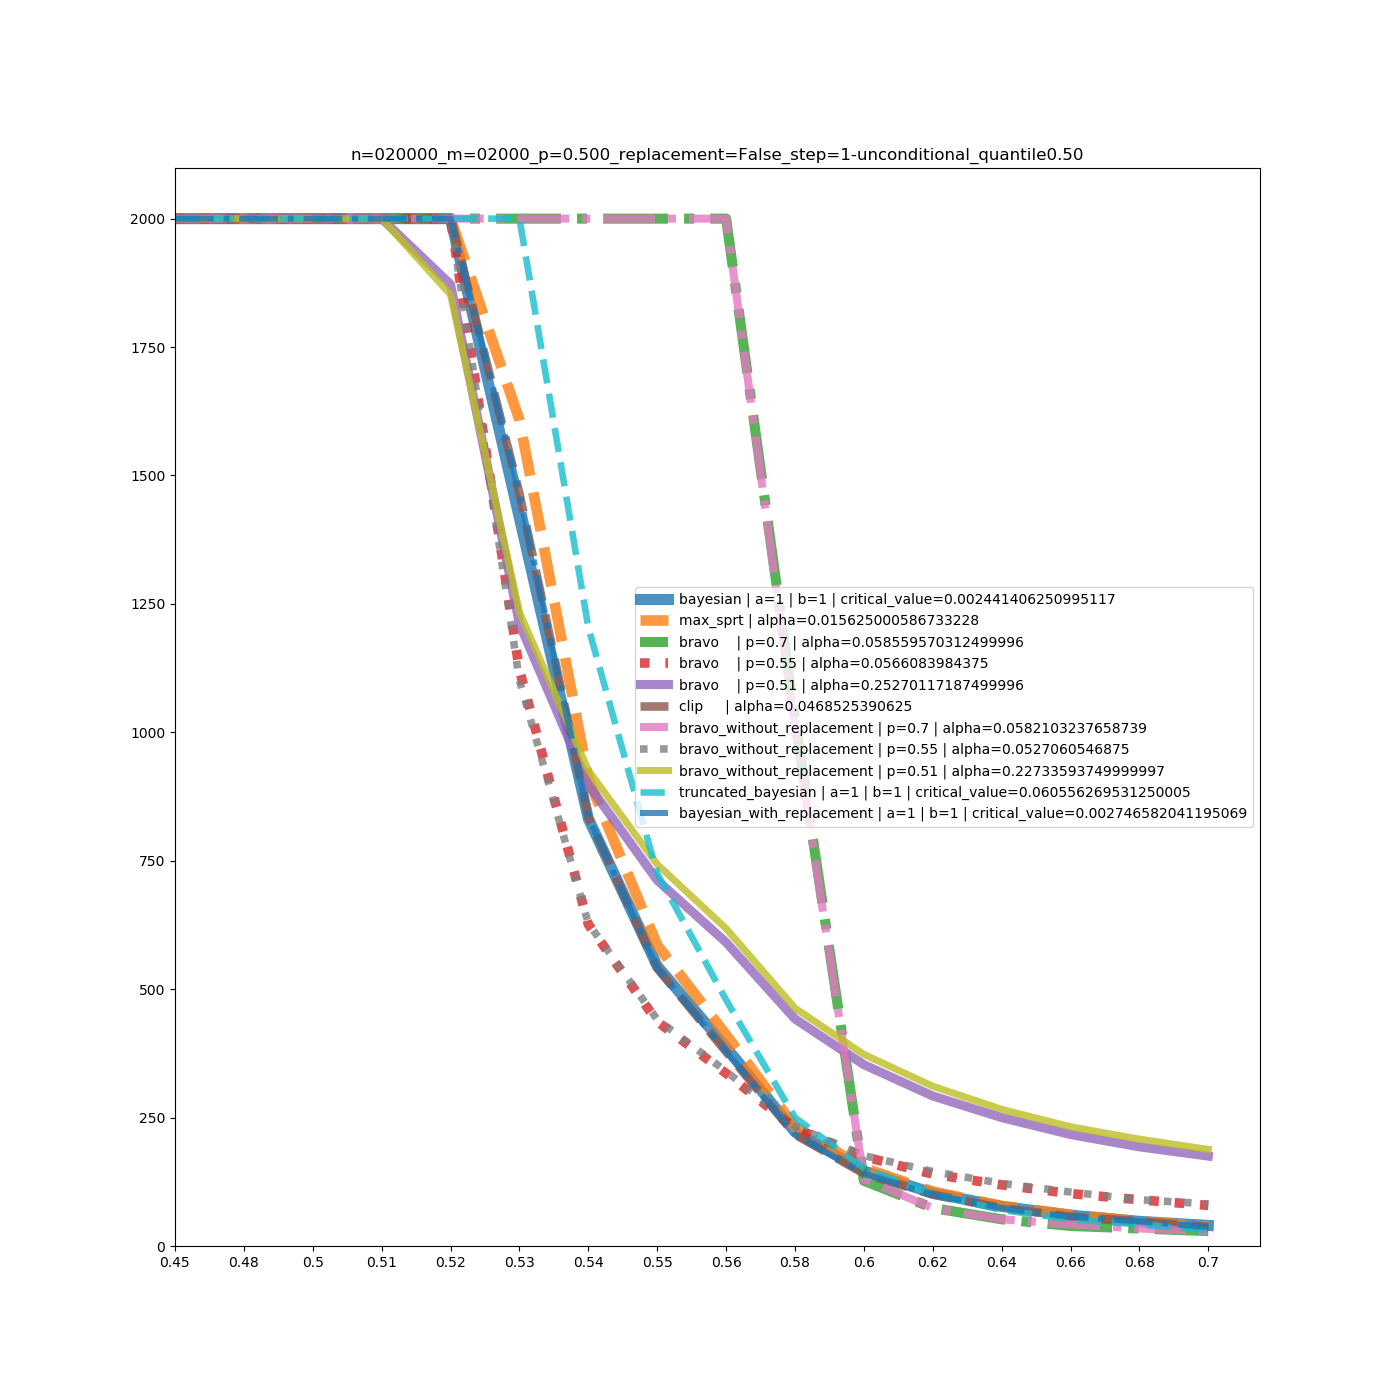 n=020000_m=02000_p=0.500_replacement=False_step=1-unconditional_quantile0.50
2000
1750
1500
1250
1000
750
500
250
0
bayesian | a=1 | b=1 | critical_value=0.002441406250995117
max_sprt | alpha=0.015625000586733228
bravo    | p=0.7 | alpha=0.058559570312499996
bravo    | p=0.55 | alpha=0.0566083984375
bravo    | p=0.51 | alpha=0.25270117187499996
clip     | alpha=0.0468525390625
bravo_without_replacement | p=0.7 | alpha=0.0582103237658739
bravo_without_replacement | p=0.55 | alpha=0.0527060546875
bravo_without_replacement | p=0.51 | alpha=0.22733593749999997
truncated_bayesian | a=1 | b=1 | critical_value=0.060556269531250005
bayesian_with_replacement | a=1 | b=1 | critical_value=0.002746582041195069
0.45 0.48 0.5 0.51 0.52 0.53 0.54 0.55 0.56 0.58 0.6 0.62 0.64 0.66 0.68 0.7